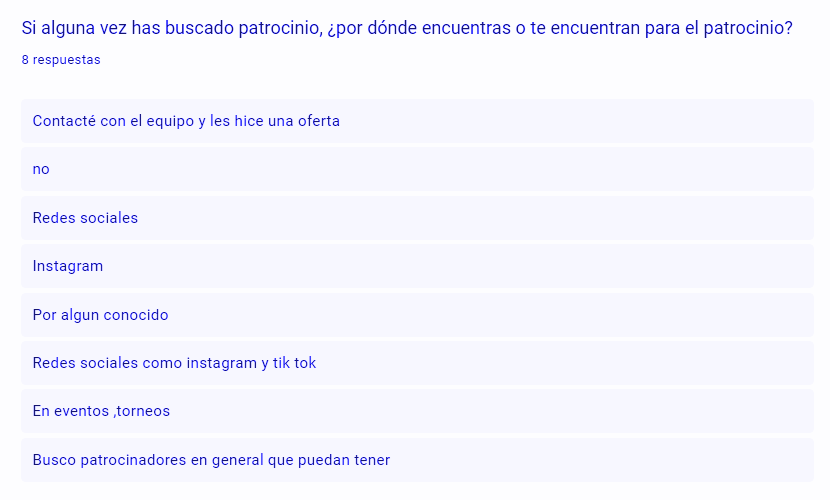 Si alguna vez has buscado patrocinio, ¿por dónde encuentras o te encuentran para el patrocinio?
8 respuestas
Contacté con el equipo y les hice una oferta
no
Redes sociales
Instagram
Por algun conocido
Redes sociales como instagram y tik tok
En eventos ,torneos
Busco patrocinadores en general que puedan tener